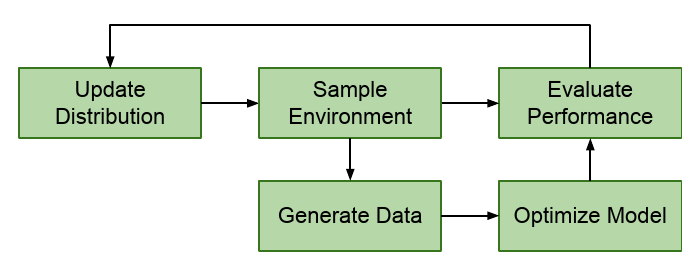 Update
Distribution
Sample
Environment
Evaluate
Performance
Generate Data
Optimize Model